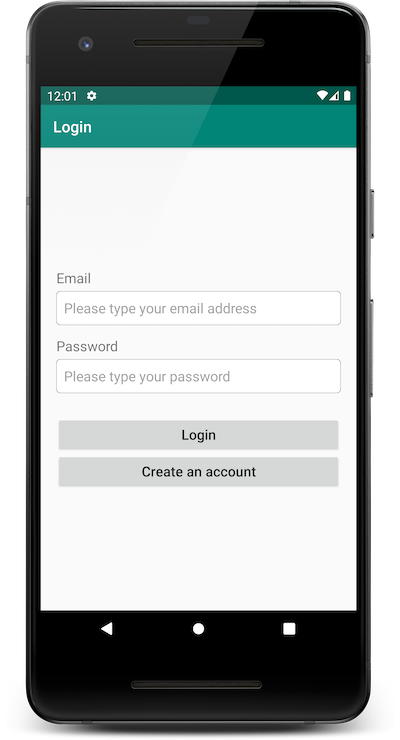 12:01
Login
Email
Please type your email address
Password
Please type your password
Login
Create an account